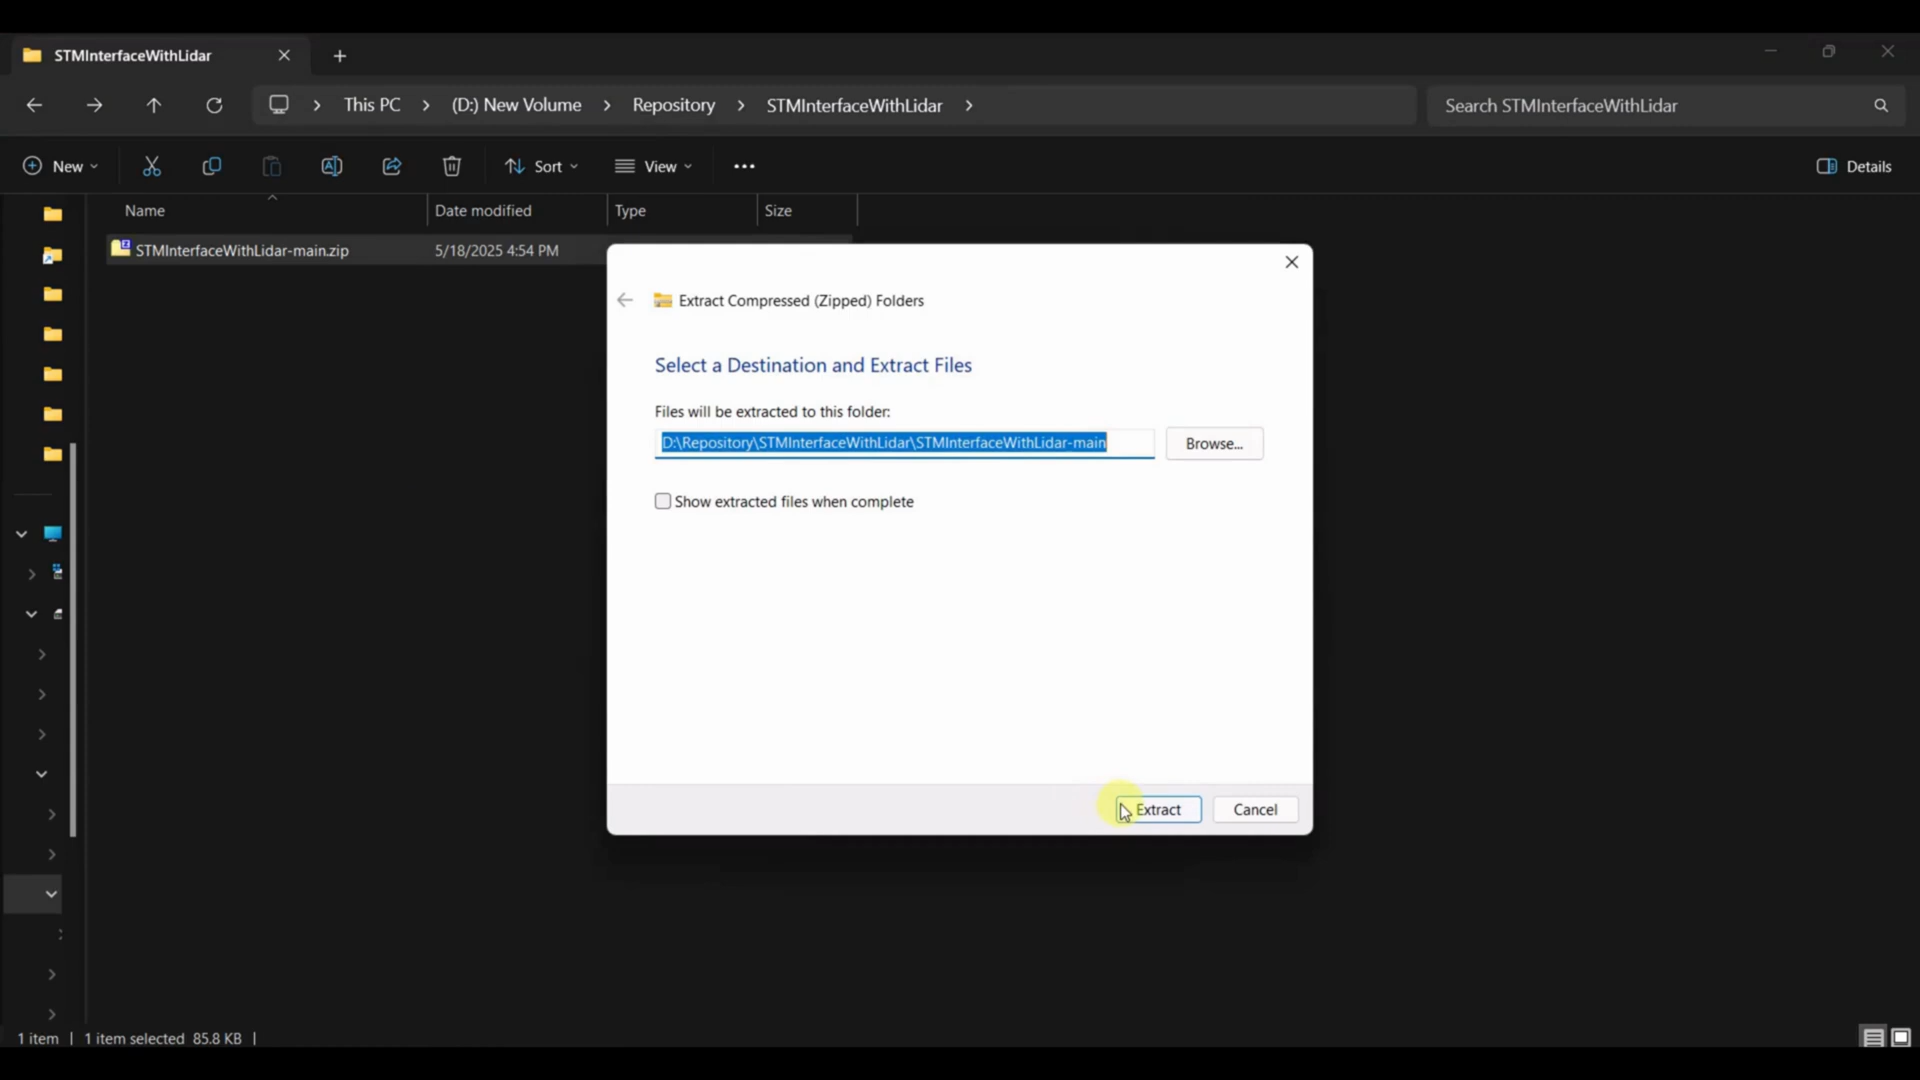 STMInterfaceWithLidar
This PC
(D:) New Volume
Repository
STMInterfaceWithLidar
Search STMInterfaceWithLidar
New
Sort
View
Details
Name
Date modified
Type
Size
STMInterfaceWithLidar-main.zip
5/18/2025 4:54 PM
Extract Compressed (Zipped) Folders
Select a Destination and Extract Files
Files will be extracted to this folder:
D:\Repository\STMInterfaceWithLidar\STMInterfaceWithLidar-main
Browse...
Show extracted files when complete
Extract
Cancel
1 item
1 item selected 85.8 KB